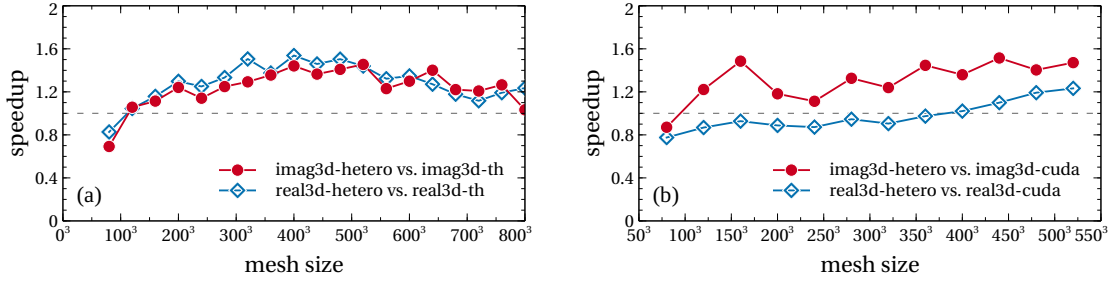 2
1.6
1.2
0.8
0.4
0
speedup
imag3d-hetero vs. imag3d-th
real3d-hetero vs. real3d-th
(a)
0³ 100³ 200³ 300³ 400³ 500³ 600³ 700³ 800³
mesh size
2
1.6
1.2
0.8
0.4
0
speedup
imag3d-hetero vs. imag3d-cuda
real3d-hetero vs. real3d-cuda
(b)
50³ 100³ 150³ 200³ 250³ 300³ 350³ 400³ 450³ 500³ 550³
mesh size